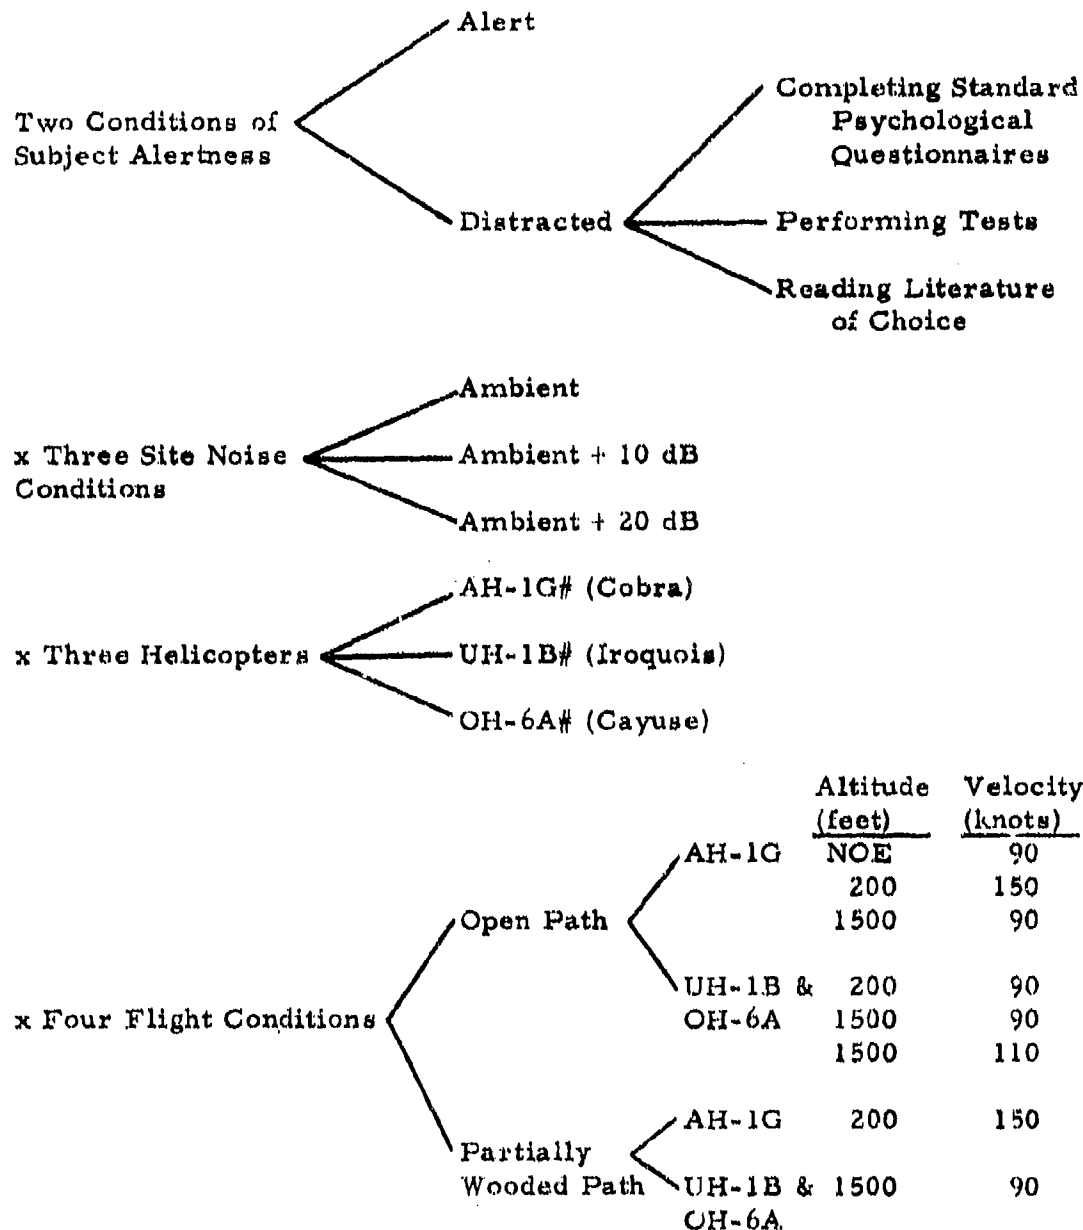 Alert
Two Conditions of
Subject Alertness
Completing Standard
Psychological
Questionnaires
Distracted
Performing Tests
Reading Literature
of Choice
Ambient
x Three Site Noise
Conditions
Ambient + 10 dB
Ambient + 20 dB
AH-1G# (Cobra)
x Three Helicopters
UH-1B# (Iroquois)
OH-6A# (Cayuse)
Altitude Velocity
(feet) (knots)
AH-1G NOE 90
200 150
Open Path 1500 90
UH-1B & 200 90
x Four Flight Conditions OH-6A 1500 90
1500 110
AH-1G 200 150
Partially
Wooded Path UH-1B & 1500 90
OH-6A